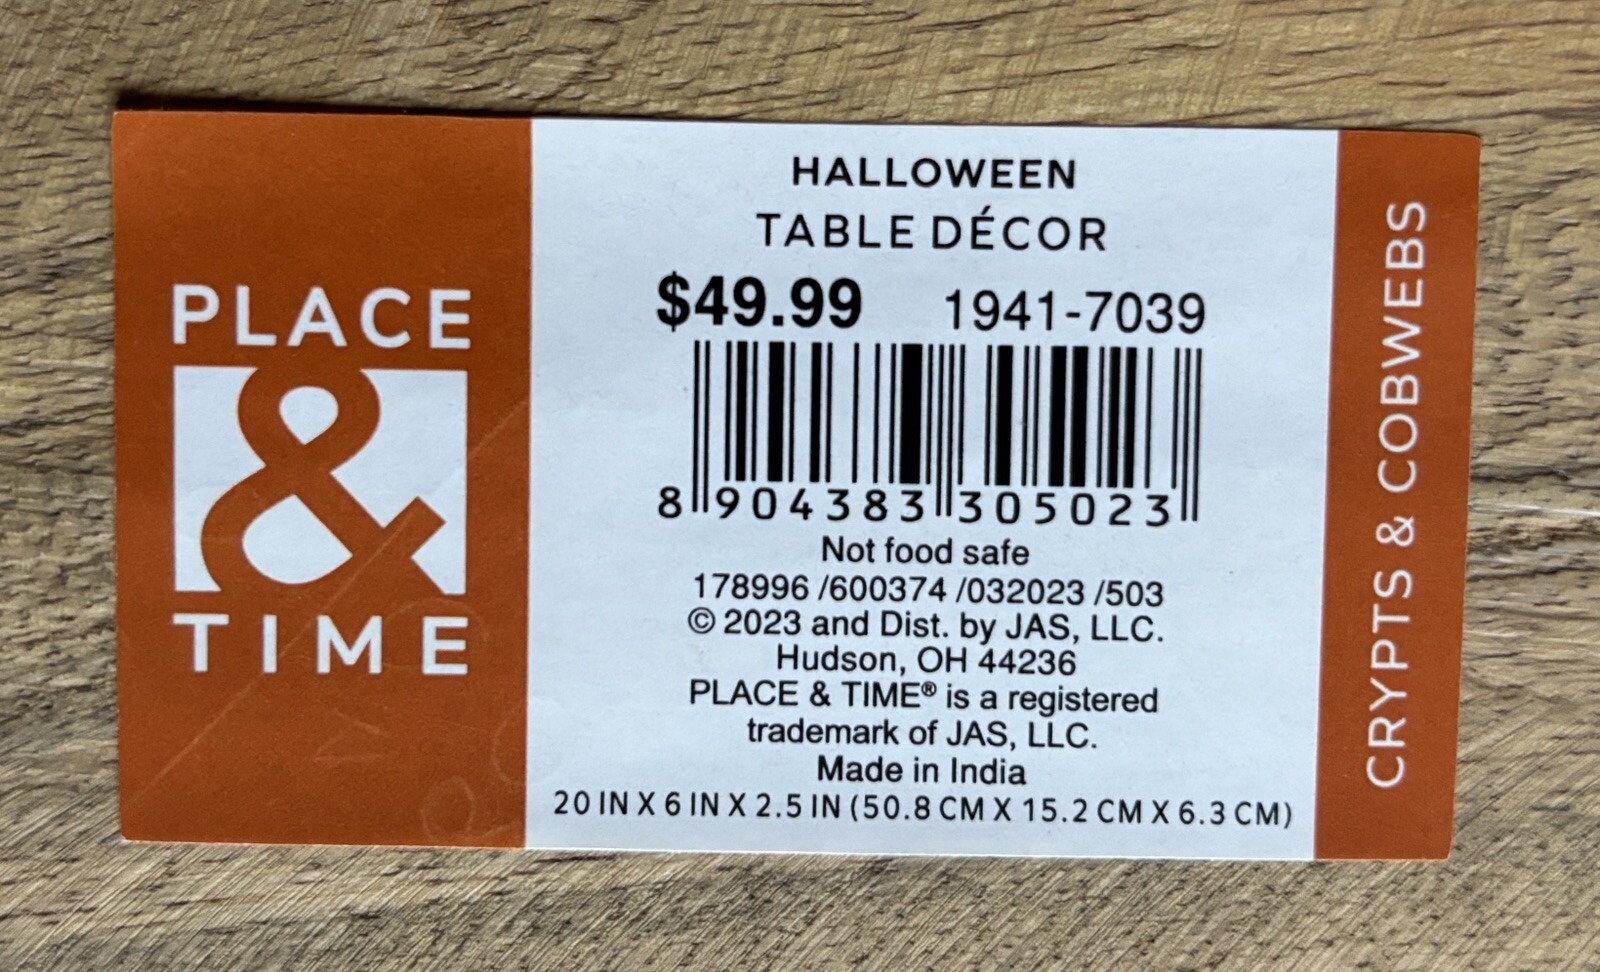 PLACE
&
TIME
HALLOWEEN
TABLE DÉCOR
$49.99 1941-7039
8 904383 305023
Not food safe
178996 /600374 /032023 /503
© 2023 and Dist. by JAS, LLC.
Hudson, OH 44236
PLACE & TIME® is a registered
trademark of JAS, LLC.
Made in India
20 IN X 6 IN X 2.5 IN (50.8 CM X 15.2 CM X 6.3 CM)
CRYPTS & COBWEBS